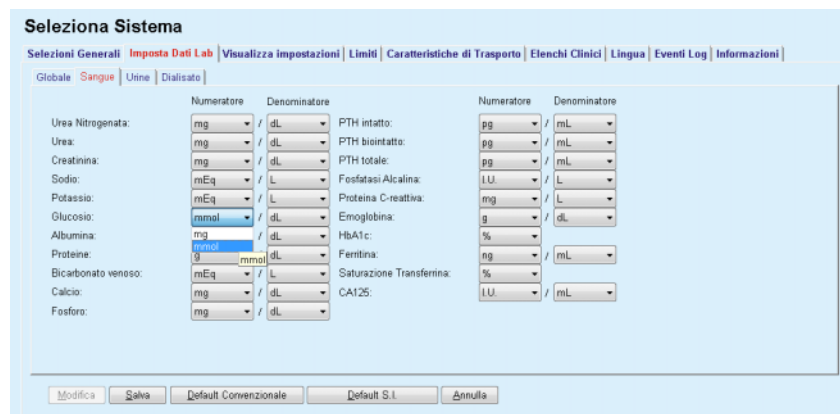 Seleziona Sistema
Selezioni Generali Imposta Dati Lab Visualizza impostazioni Limiti Caratteristiche di Trasporto Elenchi Clinici Lingua Eventi Log Informazioni
Globale Sangue Urine Dialisato
Numeratore Denominatore Numeratore Denominatore
Urea Nitrogenata: mg / dL PTH intatto: pg / mL
Urea: mg / dL PTH biointatto: pg / mL
Creatinina: mg / dL PTH totale: pg / mL
Sodio: mEq / L Fosfatasi Alcalina: I.U. / L
Potassio: mEq / L Proteina C-reattiva: mg / L
Glucosio: mmol / dL Emoglobina: g / dL
Albumina: mg / dL HbA1c: %
mmol
Proteine: g mmol dL Ferritina: ng / mL
Bicarbonato venoso: mEq / L Saturazione Transferrina: %
Calcio: mg / dL CA125: I.U. / mL
Fosforo: mg / dL
Modifica Salva Default Convenzionale Default S.I. Annulla